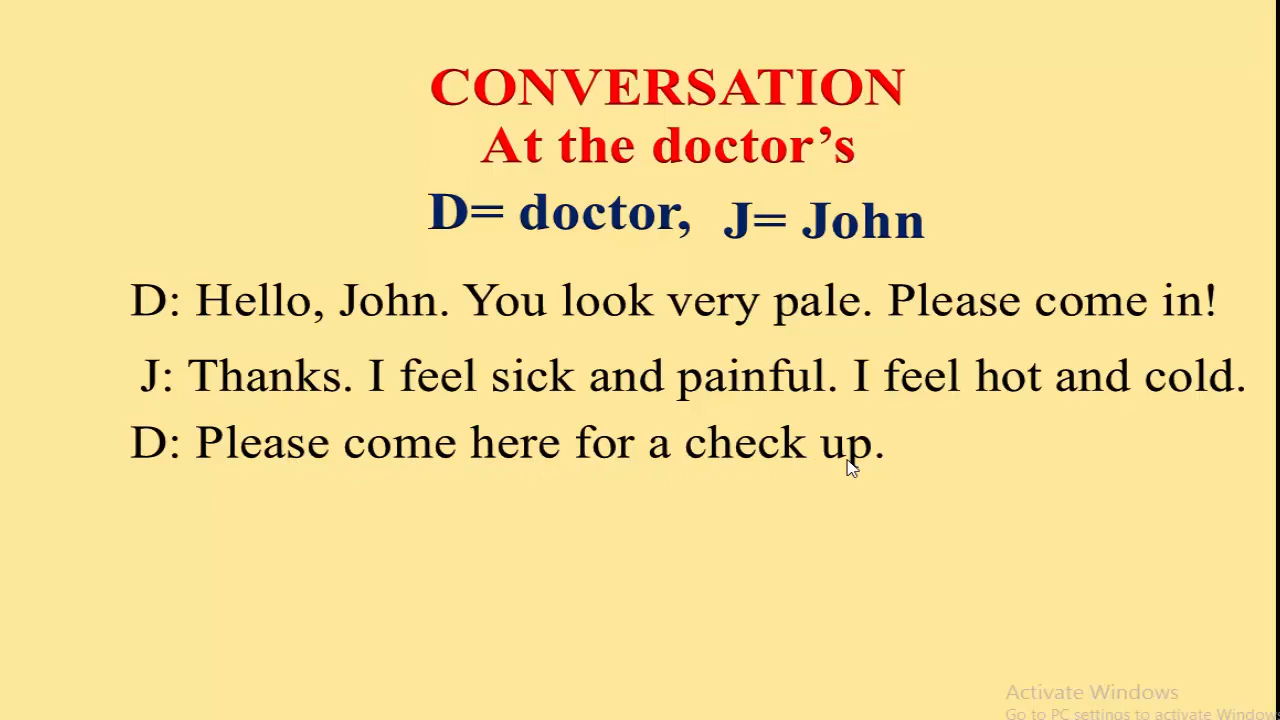 CONVERSATION
At the doctor’s
D= doctor, J= John
D: Hello, John. You look very pale. Please come in!
J: Thanks. I feel sick and painful. I feel hot and cold.
D: Please come here for a check up.
Activate Windows
Go to PC settings to activate Windows